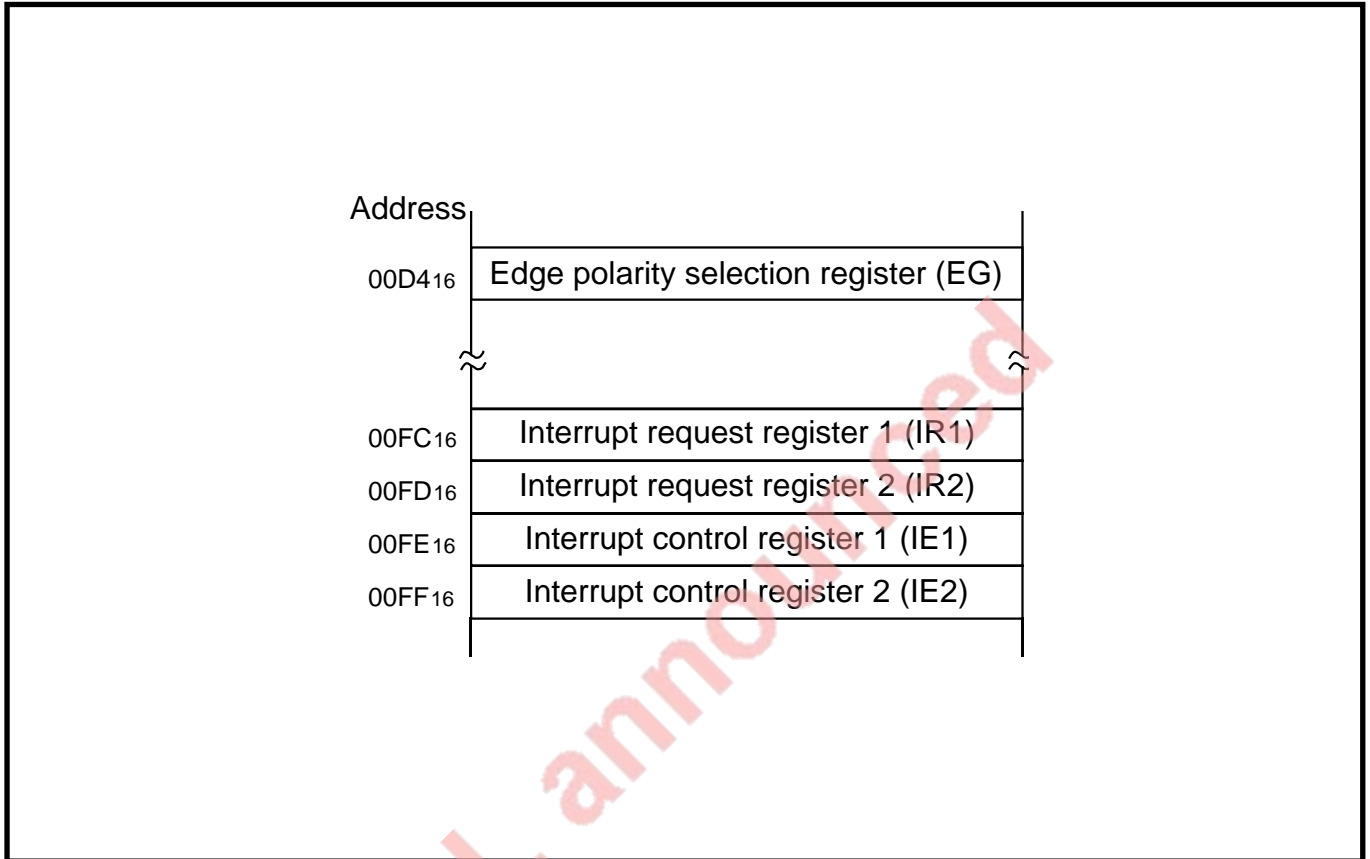 Address
00D416 Edge polarity selection register (EG)
00FC16 Interrupt request register 1 (IR1)
00FD16 Interrupt request register 2 (IR2)
00FE16 Interrupt control register 1 (IE1)
00FF16 Interrupt control register 2 (IE2)
announced